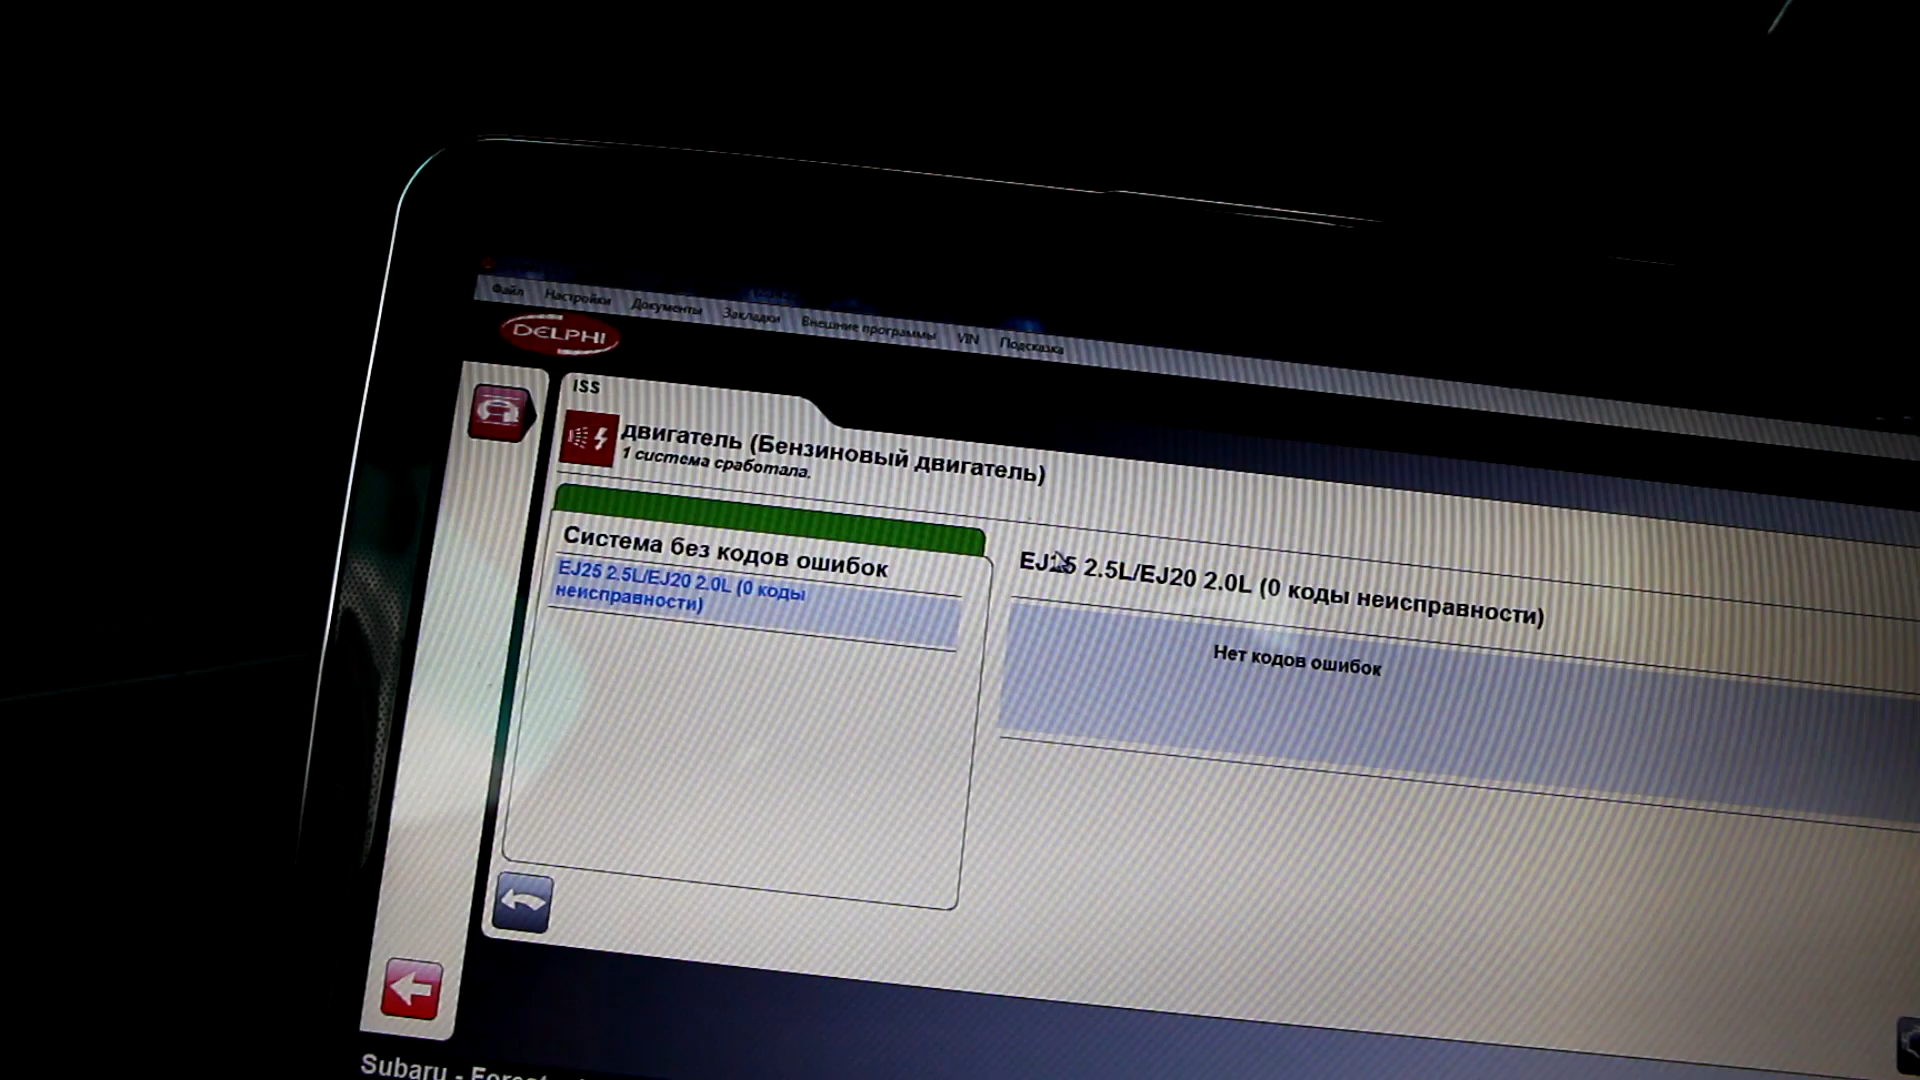 Файл Настройки Документы Закладки Внешние программы VIN Подсказка
DELPHI
ISS
двигатель (Бензиновый двигатель)
1 система сработала.
Система без кодов ошибок
EJ25 2.5L/EJ20 2.0L (0 коды
неисправности)
EJ25 2.5L/EJ20 2.0L (0 коды неисправности)
Нет кодов ошибок
Subaru -